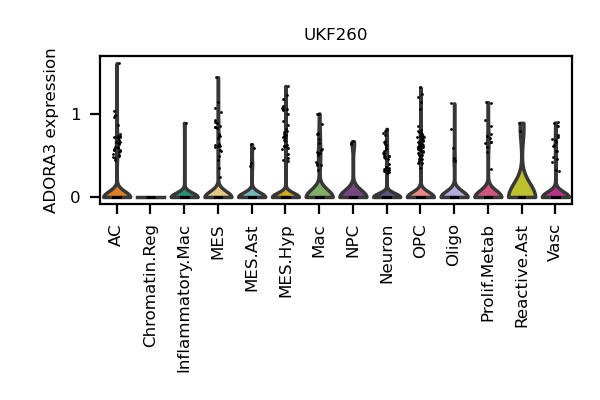 UKF260
ADORA3 expression
1
0
AC
Chromatin.Reg
Inflammatory.Mac
MES
MES.Ast
MES.Hyp
Mac
NPC
Neuron
OPC
Oligo
Prolif.Metab
Reactive.Ast
Vasc